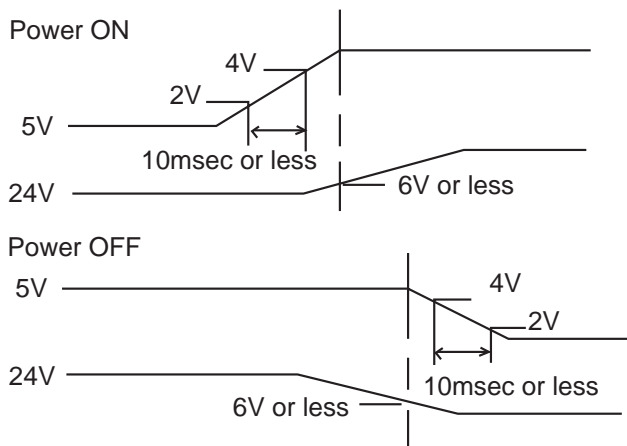 Power ON
4V
2V
5V
10msec or less
24V
6V or less
Power OFF
5V
4V
2V
24V
10msec or less
6V or less